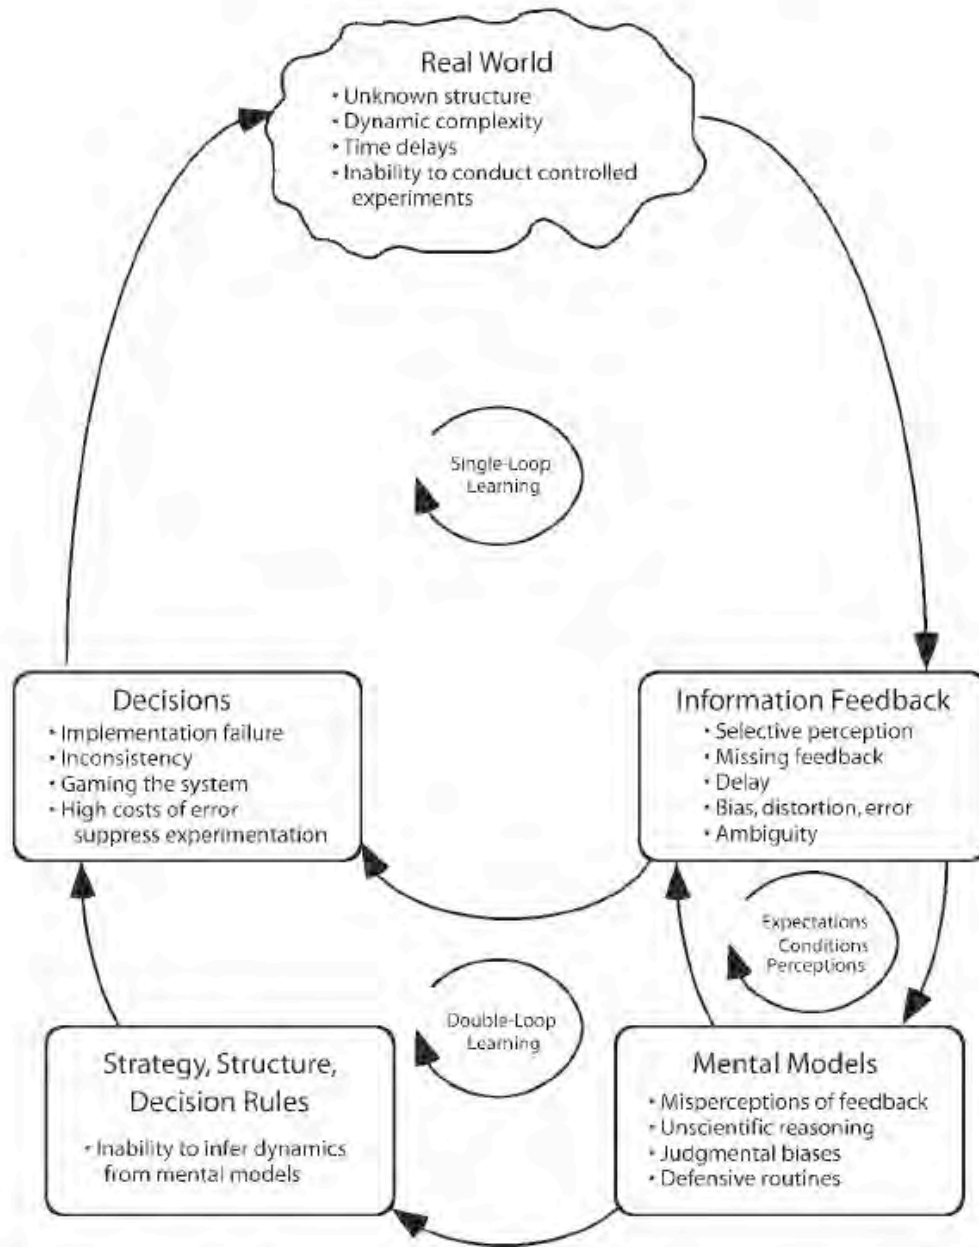 Real World
• Unknown structure
• Dynamic complexity
• Time delays
• Inability to conduct controlled
experiments
Single-Loop
Learning
Decisions
• Implementation failure
• Inconsistency
• Gaming the system
• High costs of error
suppress experimentation
Information Feedback
• Selective perception
• Missing feedback
• Delay
• Bias, distortion, error
• Ambiguity
Expectations
Conditions
Perceptions
Double-Loop
Learning
Strategy, Structure,
Decision Rules
• Inability to infer dynamics
from mental models
Mental Models
• Misperceptions of feedback
• Unscientific reasoning
• Judgmental biases
• Defensive routines